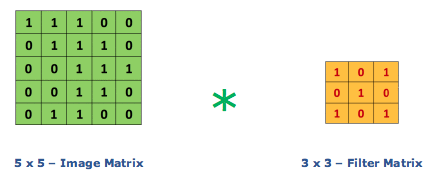 1 1 1 0 0
0 1 1 1 0
0 0 1 1 1
0 0 1 1 0
0 1 1 0 0
*
1 0 1
0 1 0
1 0 1
5 x 5 – Image Matrix
3 x 3 – Filter Matrix